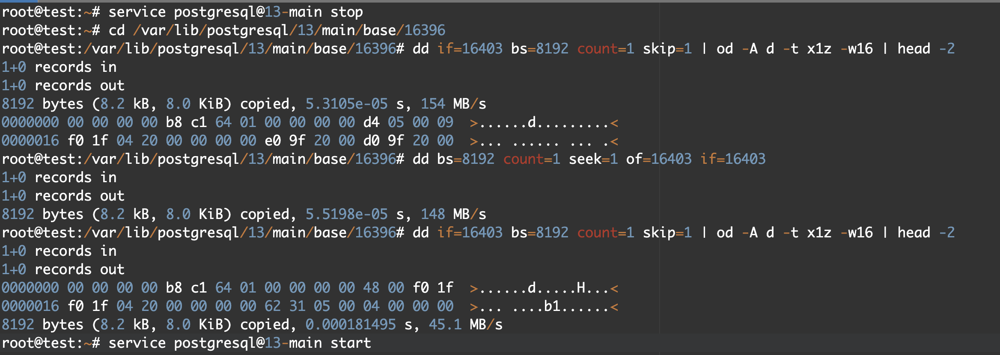 root@test:~# service postgresql@13-main stop
root@test:~# cd /var/lib/postgresql/13/main/base/16396
root@test:/var/lib/postgresql/13/main/base/16396# dd if=16403 bs=8192 count=1 skip=1 | od -A d -t x1z -w16 | head -2
1+0 records in
1+0 records out
8192 bytes (8.2 kB, 8.0 KiB) copied, 5.3105e-05 s, 154 MB/s
0000000 00 00 00 00 b8 c1 64 01 00 00 00 00 d4 05 00 09  >......d.........<
0000016 f0 1f 04 20 00 00 00 00 e0 9f 20 00 d0 9f 20 00  >... ...... ... .<
root@test:/var/lib/postgresql/13/main/base/16396# dd bs=8192 count=1 seek=1 of=16403 if=16403
1+0 records in
1+0 records out
8192 bytes (8.2 kB, 8.0 KiB) copied, 5.5198e-05 s, 148 MB/s
root@test:/var/lib/postgresql/13/main/base/16396# dd if=16403 bs=8192 count=1 skip=1 | od -A d -t x1z -w16 | head -2
1+0 records in
1+0 records out
0000000 00 00 00 00 b8 c1 64 01 00 00 00 00 48 00 f0 1f  >......d.....H...<
0000016 f0 1f 04 20 00 00 00 00 62 31 05 00 04 00 00 00  >... ....b1......<
8192 bytes (8.2 kB, 8.0 KiB) copied, 0.000181495 s, 45.1 MB/s
root@test:~# service postgresql@13-main start